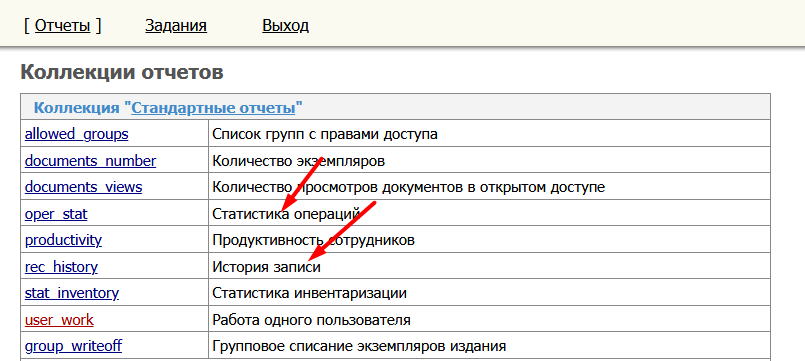 [ Отчеты ] Задания Выход
Коллекции отчетов
Коллекция "Стандартные отчеты"
allowed_groups Список групп с правами доступа
documents_number Количество экземпляров
documents_views Количество просмотров документов в открытом доступе
oper_stat Статистика операций
productivity Продуктивность сотрудников
rec_history История записи
stat_inventory Статистика инвентаризации
user_work Работа одного пользователя
group_writeoff Групповое списание экземпляров издания